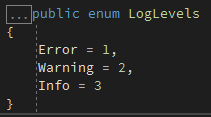 ...public enum LogLevels
{
    Error = 1,
    Warning = 2,
    Info = 3
}